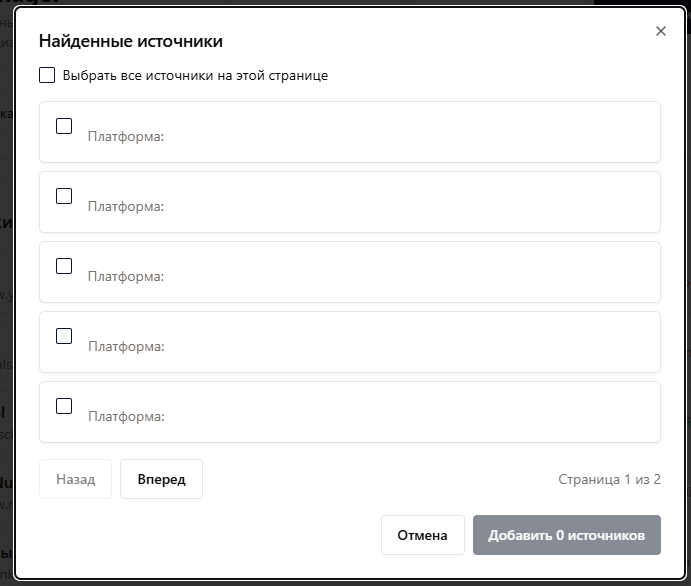 Найденные источники
Выбрать все источники на этой странице
Платформа:
Платформа:
Платформа:
Платформа:
Платформа:
Назад
Вперед
Страница 1 из 2
Отмена
Добавить 0 источников